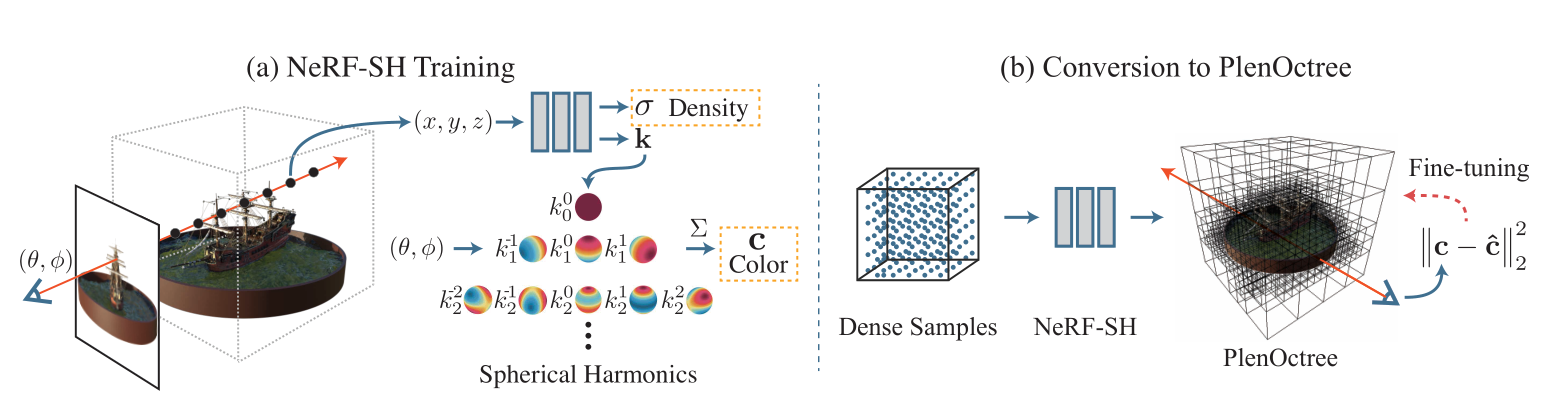 (a) NeRF-SH Training
(x, y, z)
σ Density
k
k₀⁰
(θ, ϕ)
(θ, ϕ)
k₁⁻¹ k₁⁰ k₁¹
Σ
c
Color
k₂⁻² k₂⁻¹ k₂⁰ k₂¹ k₂²
Spherical Harmonics
(b) Conversion to PlenOctree
Dense Samples
NeRF-SH
PlenOctree
Fine-tuning
‖c − ĉ‖₂²